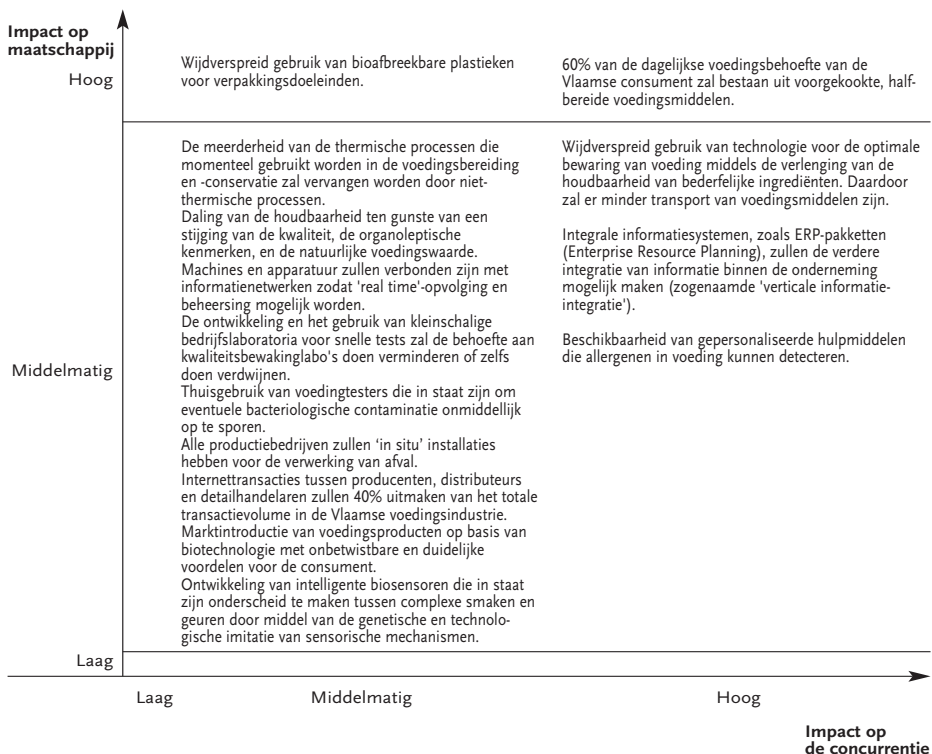 Impact op
maatschappij
Hoog
Wijdverspreid gebruik van bioafbreekbare plastieken
voor verpakkingsdoeleinden.
60% van de dagelijkse voedingsbehoefte van de
Vlaamse consument zal bestaan uit voorgekookte, half-
bereide voedingsmiddelen.
Middelmatig
De meerderheid van de thermische processen die
momenteel gebruikt worden in de voedingsbereiding
en -conservatie zal vervangen worden door niet-
thermische processen.
Daling van de houdbaarheid ten gunste van een
stijging van de kwaliteit, de organoleptische
kenmerken, en de natuurlijke voedingswaarde.
Machines en apparatuur zullen verbonden zijn met
informatienetwerken zodat 'real time'-opvolging en
beheersing mogelijk worden.
De ontwikkeling en het gebruik van kleinschalige
bedrijfslaboratoria voor snelle tests zal de behoefte aan
kwaliteitsbewakinglabo's doen verminderen of zelfs
doen verdwijnen.
Thuisgebruik van voedingtesters die in staat zijn om
eventuele bacteriologische contaminatie onmiddellijk
op te sporen.
Alle productiebedrijven zullen ‘in situ’ installaties
hebben voor de verwerking van afval.
Internettransacties tussen producenten, distributeurs
en detailhandelaren zullen 40% uitmaken van het totale
transactievolume in de Vlaamse voedingsindustrie.
Marktintroductie van voedingsproducten op basis van
biotechnologie met onbetwistbare en duidelijke
voordelen voor de consument.
Ontwikkeling van intelligente biosensoren die in staat
zijn onderscheid te maken tussen complexe smaken en
geuren door middel van de genetische en technolo-
gische imitatie van sensorische mechanismen.
Wijdverspreid gebruik van technologie voor de optimale
bewaring van voeding middels de verlenging van de
houdbaarheid van bederfelijke ingrediënten. Daardoor
zal er minder transport van voedingsmiddelen zijn.
Integrale informatiesystemen, zoals ERP-pakketten
(Enterprise Resource Planning), zullen de verdere
integratie van informatie binnen de onderneming
mogelijk maken (zogenaamde 'verticale informatie-
integratie').
Beschikbaarheid van gepersonaliseerde hulpmiddelen
die allergenen in voeding kunnen detecteren.
Laag
Laag
Middelmatig
Hoog
Impact op
de concurrentie